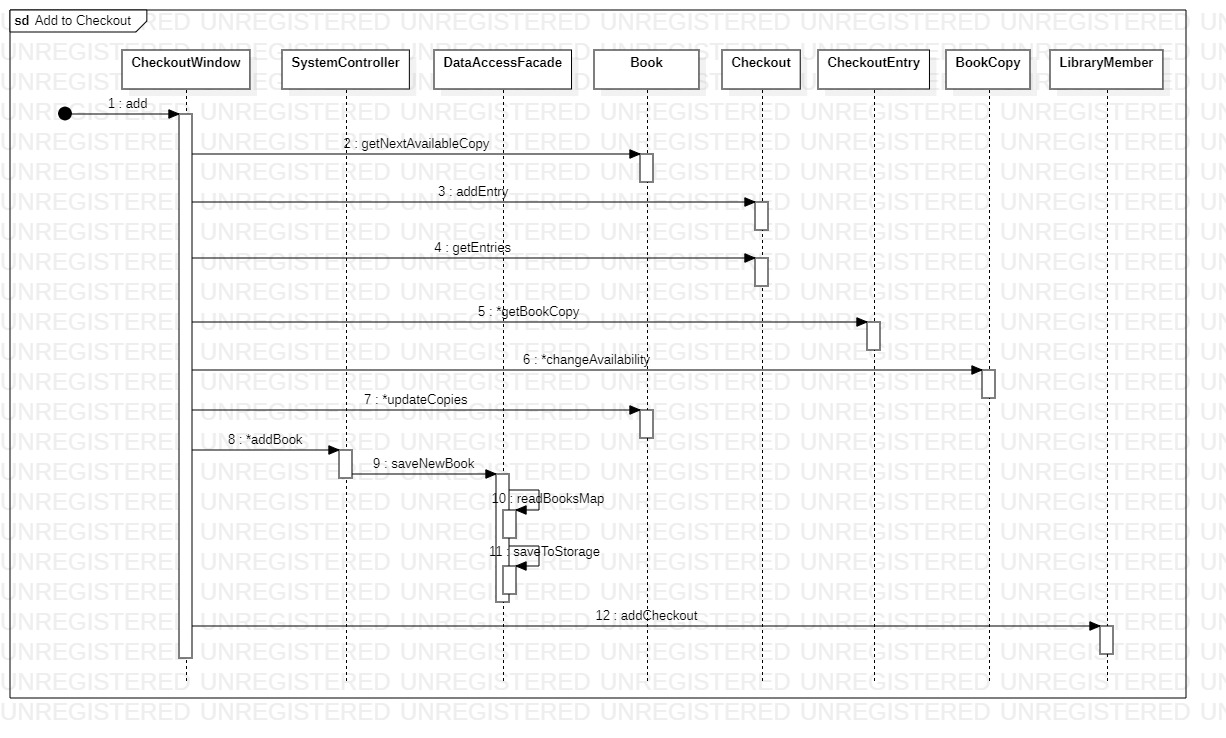 sd Add to Checkout
CheckoutWindow
SystemController
DataAccessFacade
Book
Checkout
CheckoutEntry
BookCopy
LibraryMember
1 : add
2 : getNextAvailableCopy
3 : addEntry
4 : getEntries
5 : *getBookCopy
6 : *changeAvailability
7 : *updateCopies
8 : *addBook
9 : saveNewBook
10 : readBooksMap
11 : saveToStorage
12 : addCheckout
UNREGISTERED UNREGISTERED UNREGISTERED UNREGISTERED UNREGISTERED UNREGISTERED